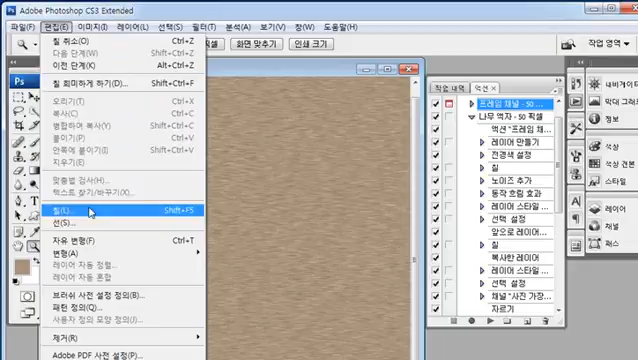 Adobe Photoshop CS3 Extended
파일(F) 편집(E) 이미지(I) 레이어(L) 선택(S) 필터(T) 분석(A) 보기(V) 창(W) 도움말(H)
픽셀 화면 맞추기 인쇄 크기 작업 영역
칠 취소(O) Ctrl+Z
다음 단계(W) Shift+Ctrl+Z
이전 단계(K) Alt+Ctrl+Z
칠 희미하게 하기(D)... Shift+Ctrl+F
오리기(T) Ctrl+X
복사(C) Ctrl+C
병합하여 복사(Y) Shift+Ctrl+C
붙이기(P) Ctrl+V
안쪽에 붙이기(I) Shift+Ctrl+V
지우기(E)
맞춤법 검사(H)...
텍스트 찾기/바꾸기(X)...
칠(L)... Shift+F5
선(S)...
자유 변형(F) Ctrl+T
변형(A)
레이어 자동 정렬...
레이어 자동 혼합
브러쉬 사전 설정 정의(B)...
패턴 정의(Q)...
사용자 정의 모양 정의(J)...
제거(R)
Adobe PDF 사전 설정(P)...
Ps
작업 내역 액션
프레임 채널 - 50 ...
나무 액자 - 50 픽셀
액션 "프레임 채...
레이어 만들기
전경색 설정
칠
노이즈 추가
동작 흐림 효과
레이어 스타일 ...
선택 설정
앞으로 레이어...
칠
복사한 레이어
레이어 스타일 ...
선택 설정
채널 "사진 가장...
자르기
내비게이
막대 그래
정보
색상
색상
스타일
레이어
채널
패스